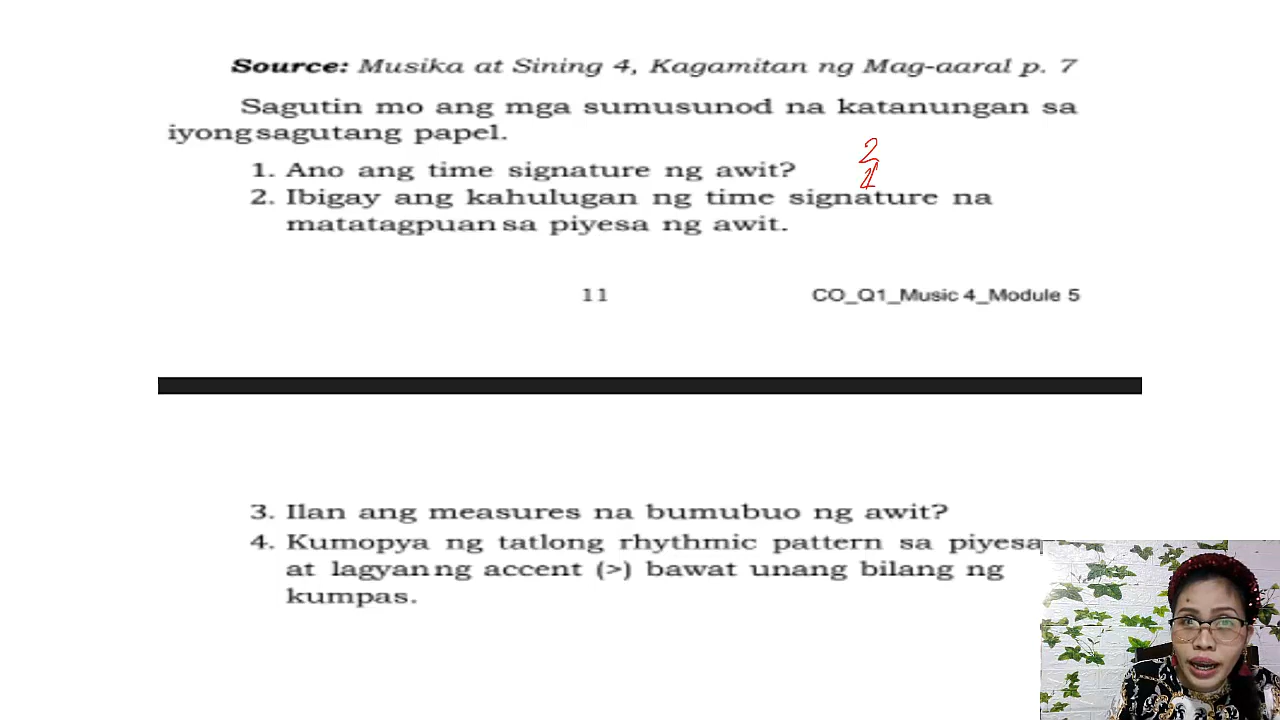 Source: Musika at Sining 4, Kagamitan ng Mag-aaral p. 7
Sagutin mo ang mga sumusunod na katanungan sa
iyong sagutang papel.
1. Ano ang time signature ng awit?
2
4
2. Ibigay ang kahulugan ng time signature na
matatagpuan sa piyesa ng awit.
11 CO_Q1_Music 4_Module 5
3. Ilan ang measures na bumubuo ng awit?
4. Kumopya ng tatlong rhythmic pattern sa piyesa
at lagyan ng accent (>) bawat unang bilang ng
kumpas.